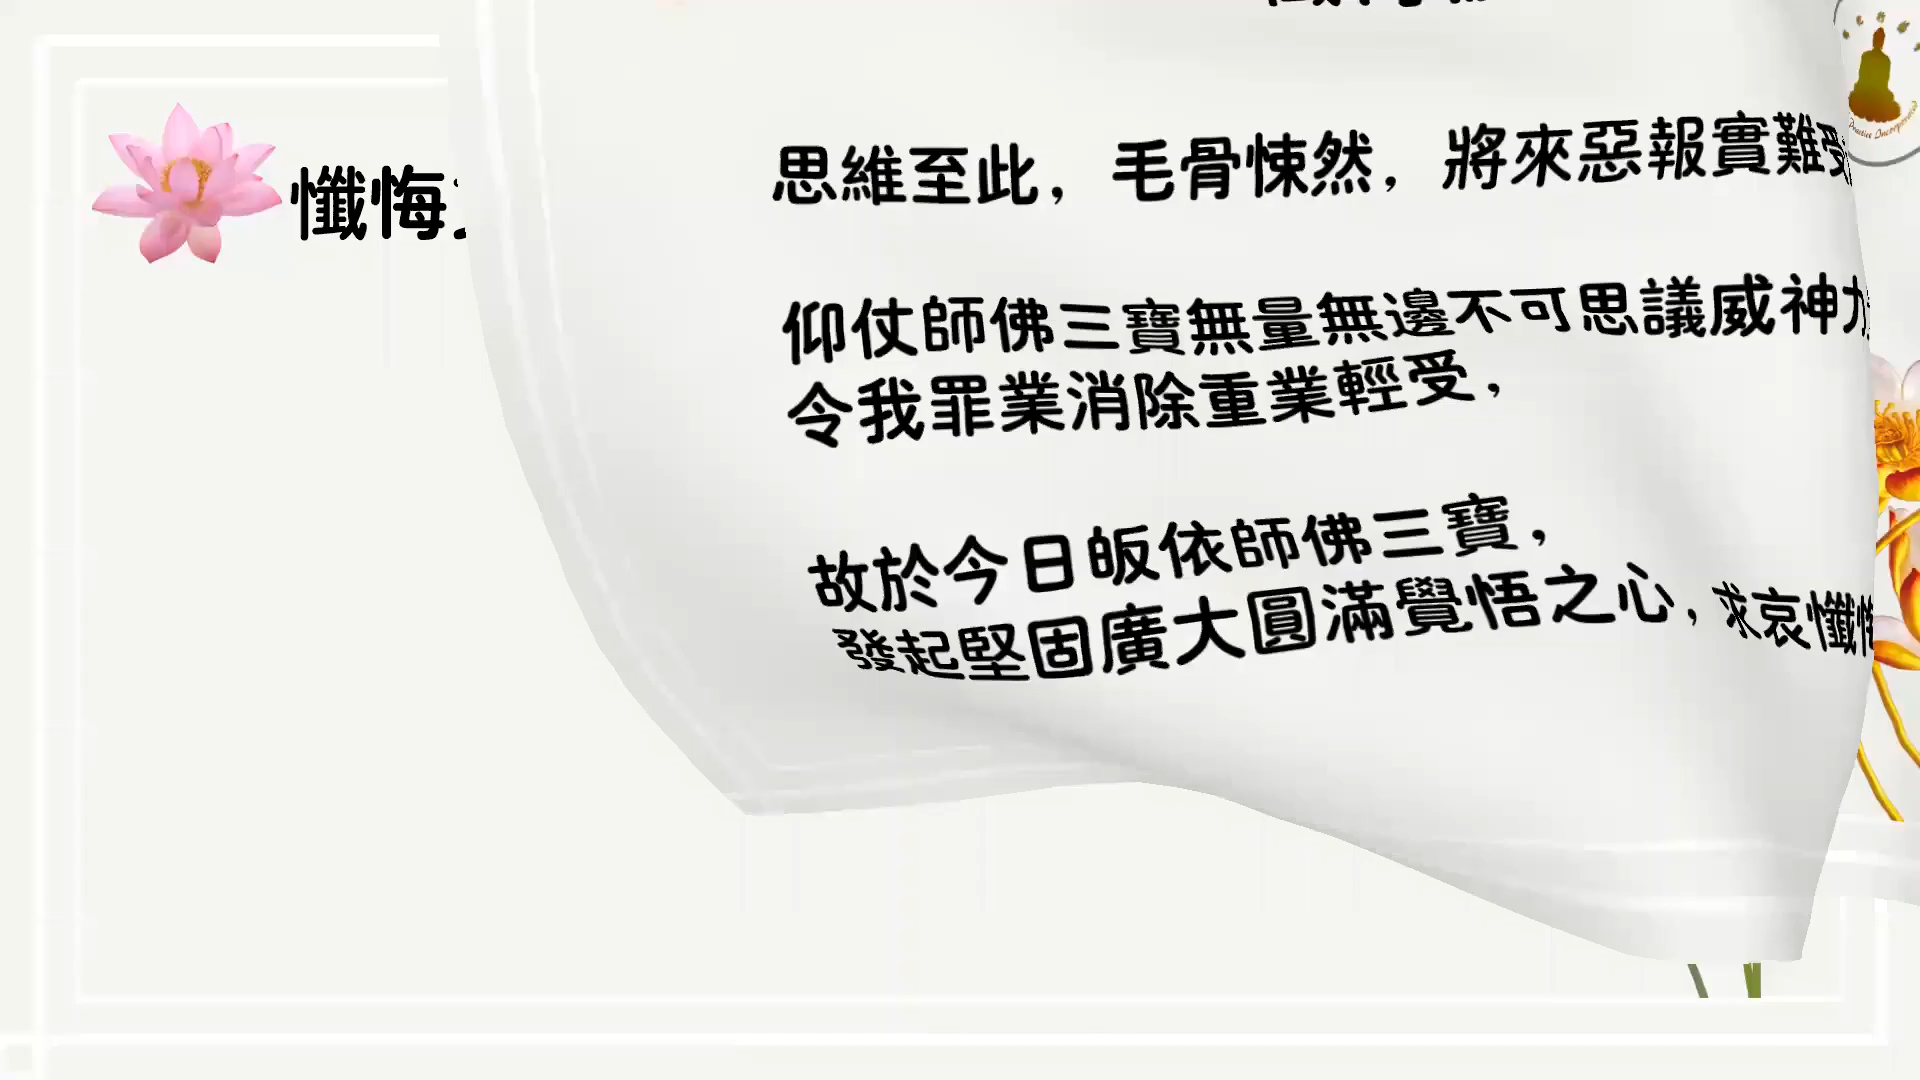 懺悔
思維至此，毛骨悚然，將來惡報實難受
仰仗師佛三寶無量無邊不可思議威神力
令我罪業消除重業輕受，
故於今日皈依師佛三寶，
發起堅固廣大圓滿覺悟之心，求哀懺悔